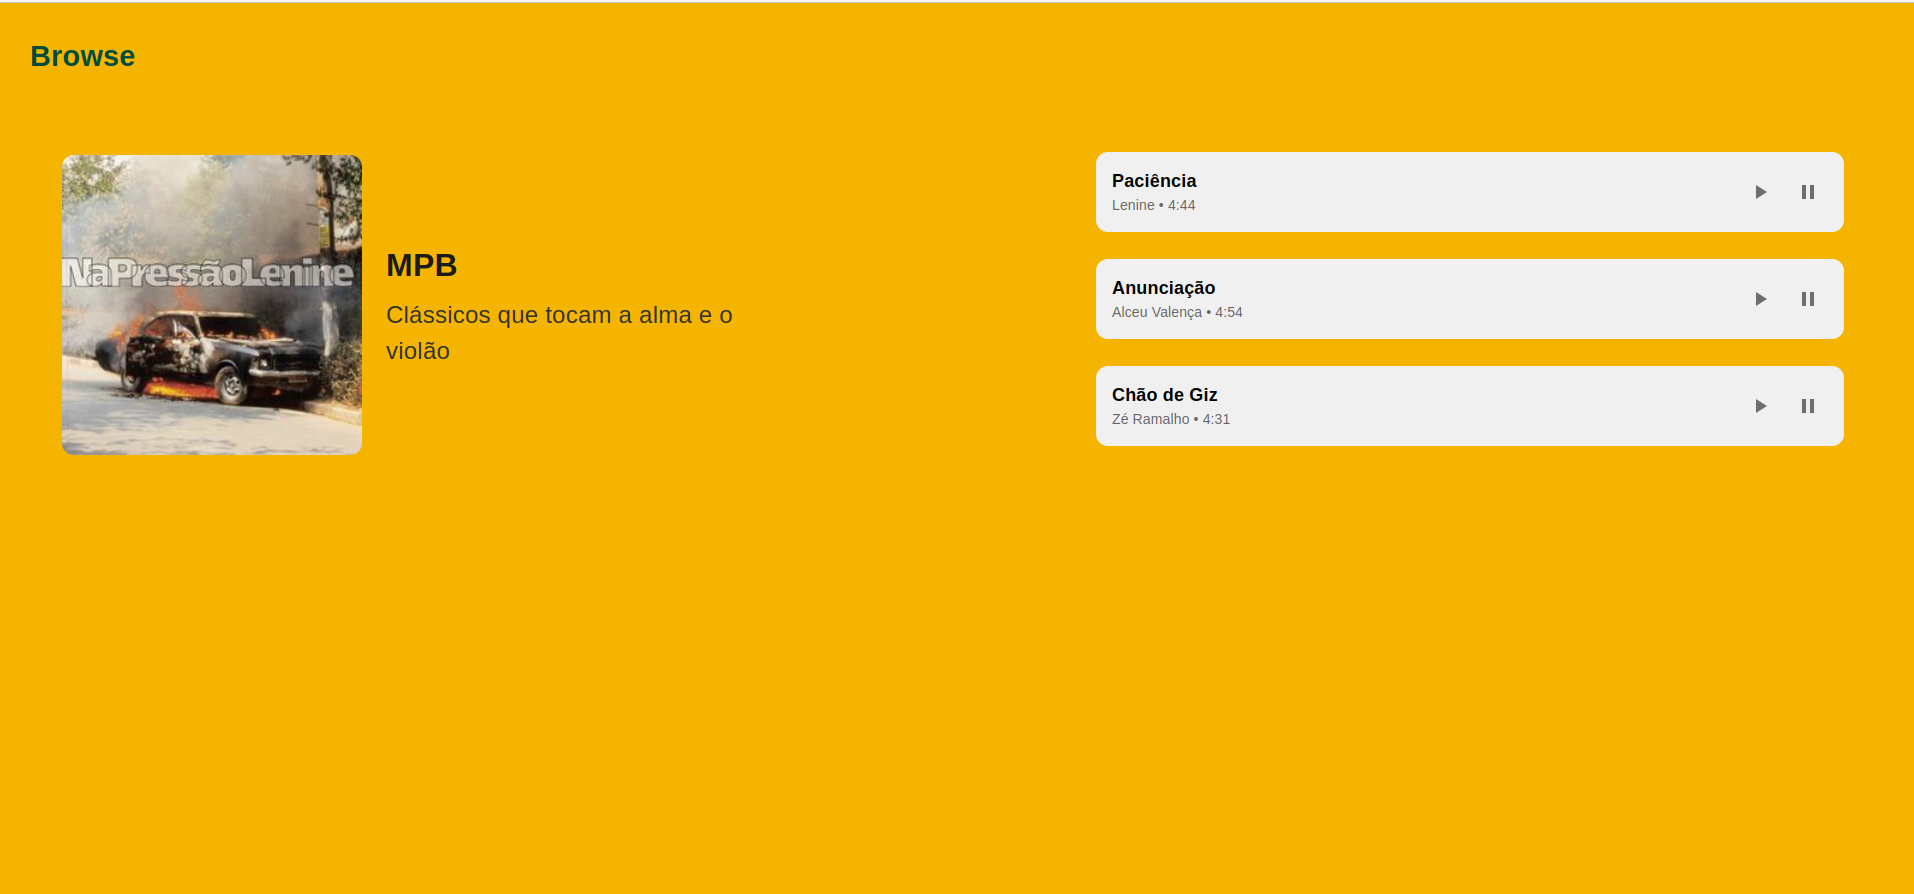 Browse
NaPressãoLenine
MPB
Clássicos que tocam a alma e o
violão
Paciência
Lenine • 4:44
Anunciação
Alceu Valença • 4:54
Chão de Giz
Zé Ramalho • 4:31